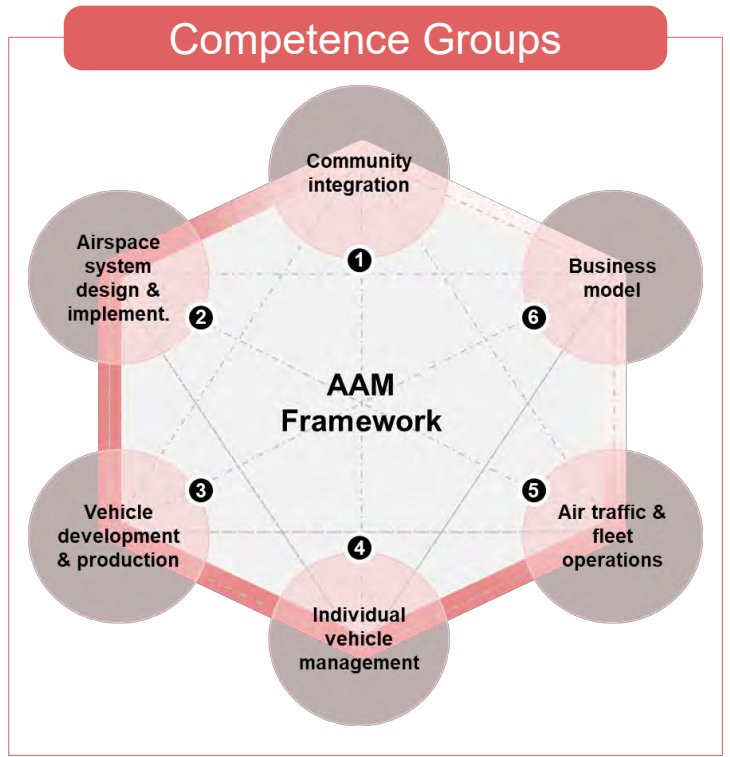 Competence Groups
Community
integration
1
Airspace
system
design &
implement.
2
Vehicle
development
& production
3
Individual
vehicle
management
4
Air traffic &
fleet
operations
5
Business
model
6
AAM
Framework